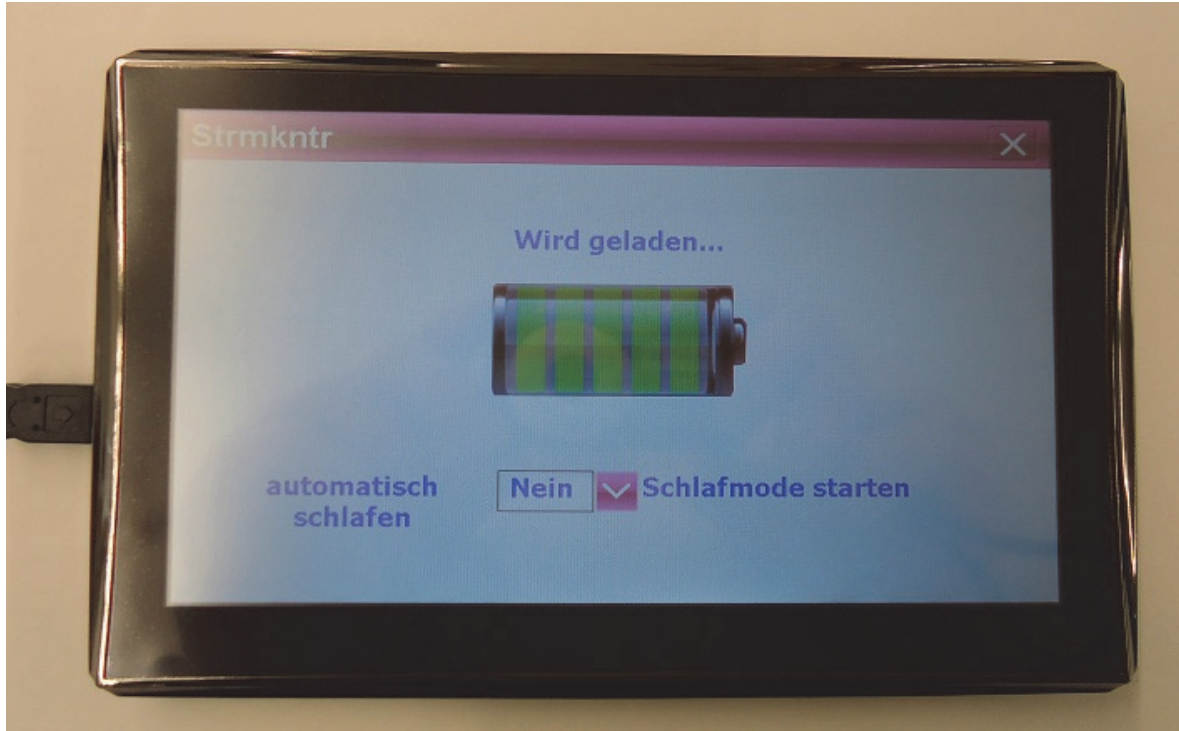 Strmkntr
Wird geladen...
automatisch
schlafen
Nein
Schlafmode starten